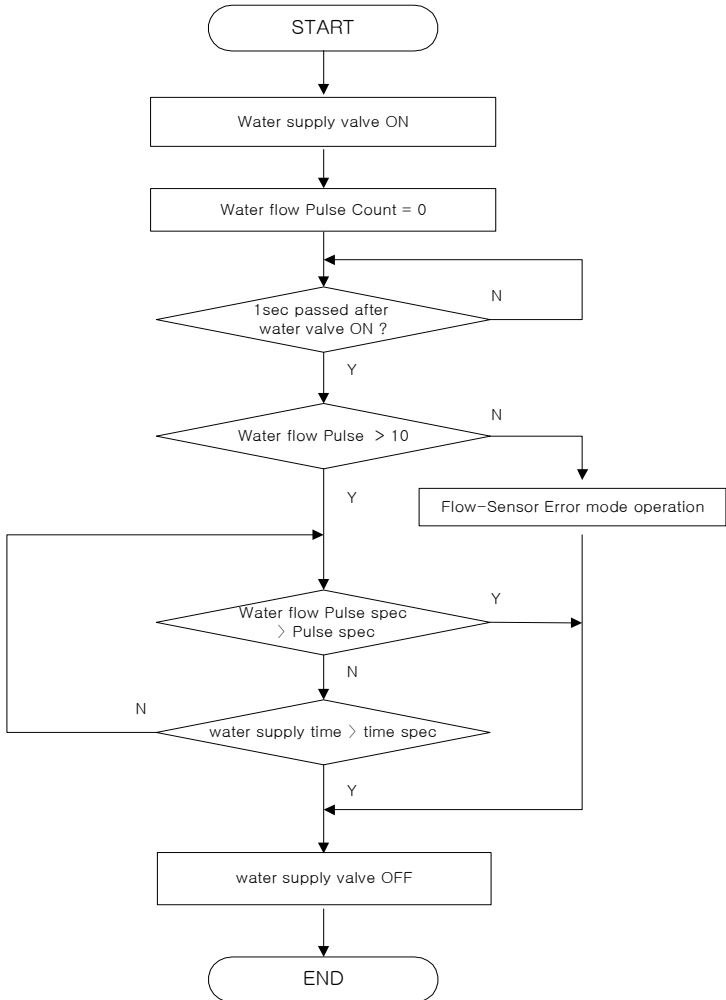 START
Water supply valve ON
Water flow Pulse Count = 0
N
1sec passed after
water valve ON ?
Y
N
Water flow Pulse > 10
Y
Flow-Sensor Error mode operation
Water flow Pulse spec
> Pulse spec
Y
N
N
water supply time > time spec
Y
water supply valve OFF
END